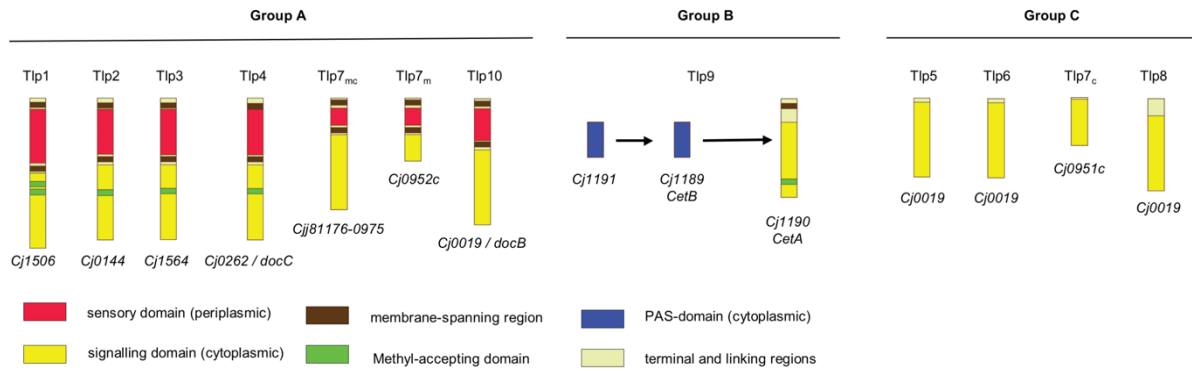 Group A
Group B
Group C
Tlp1 Tlp2 Tlp3 Tlp4 Tlp7mc Tlp7m Tlp10
Tlp9
Tlp5 Tlp6 Tlp7c Tlp8
Cj1506
Cj0144
Cj1564
Cj0262 / docC
Cjj81176-0975
Cj0952c
Cj0019 / docB
Cj1191
Cj1189
CetB
Cj1190
CetA
Cj0019
Cj0019
Cj0951c
Cj0019
sensory domain (periplasmic)
membrane-spanning region
PAS-domain (cytoplasmic)
signalling domain (cytoplasmic)
Methyl-accepting domain
terminal and linking regions